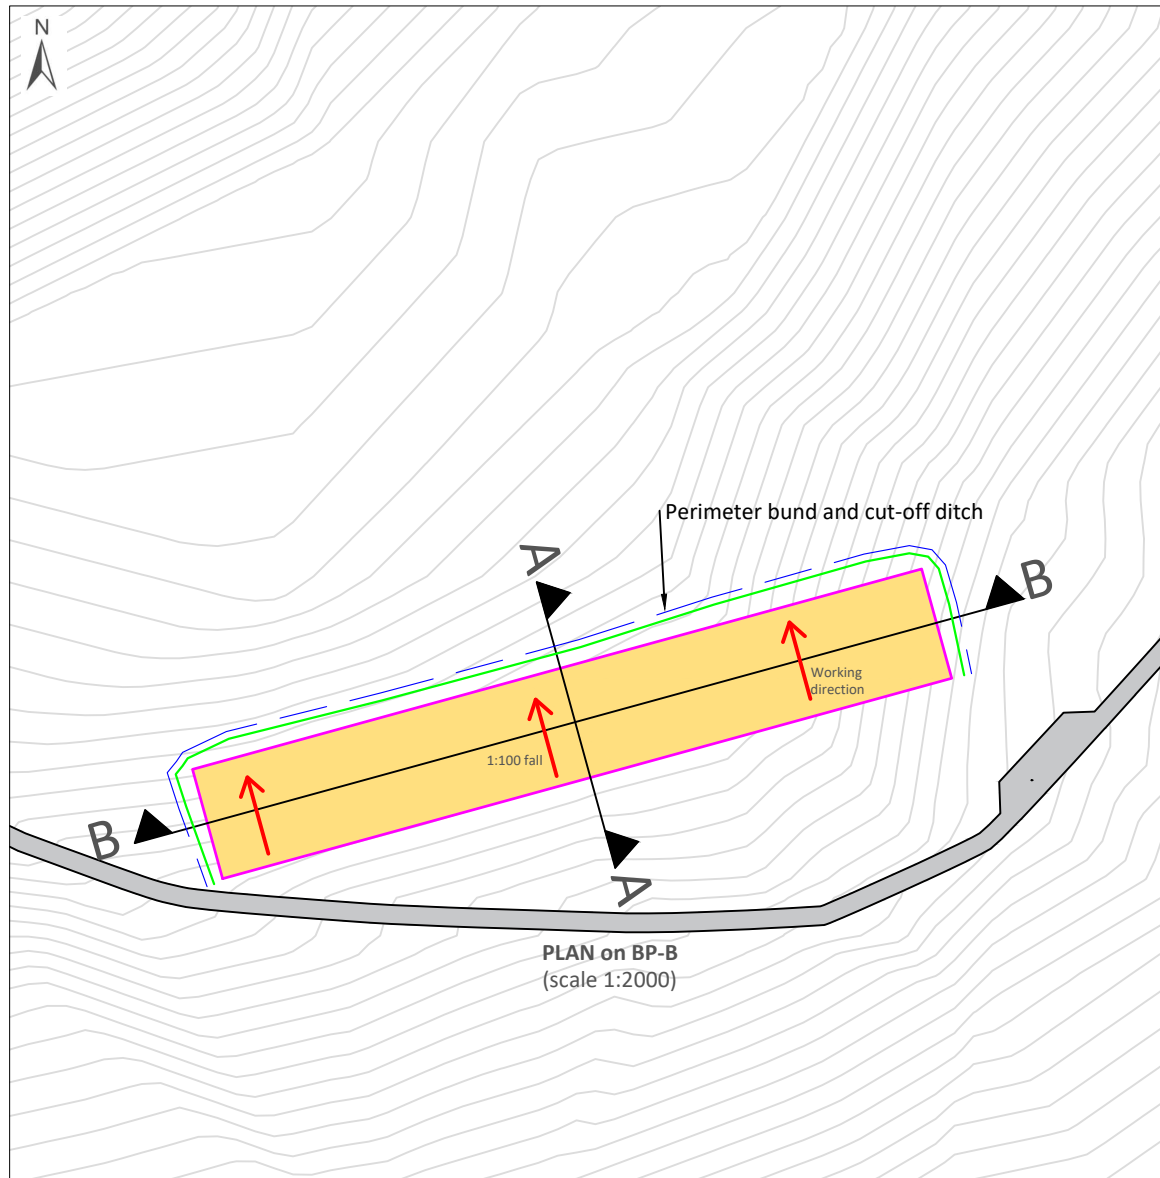 N
Perimeter bund and cut-off ditch
A
B
Working
direction
1:100 fall
B
A
PLAN on BP-B
(scale 1:2000)